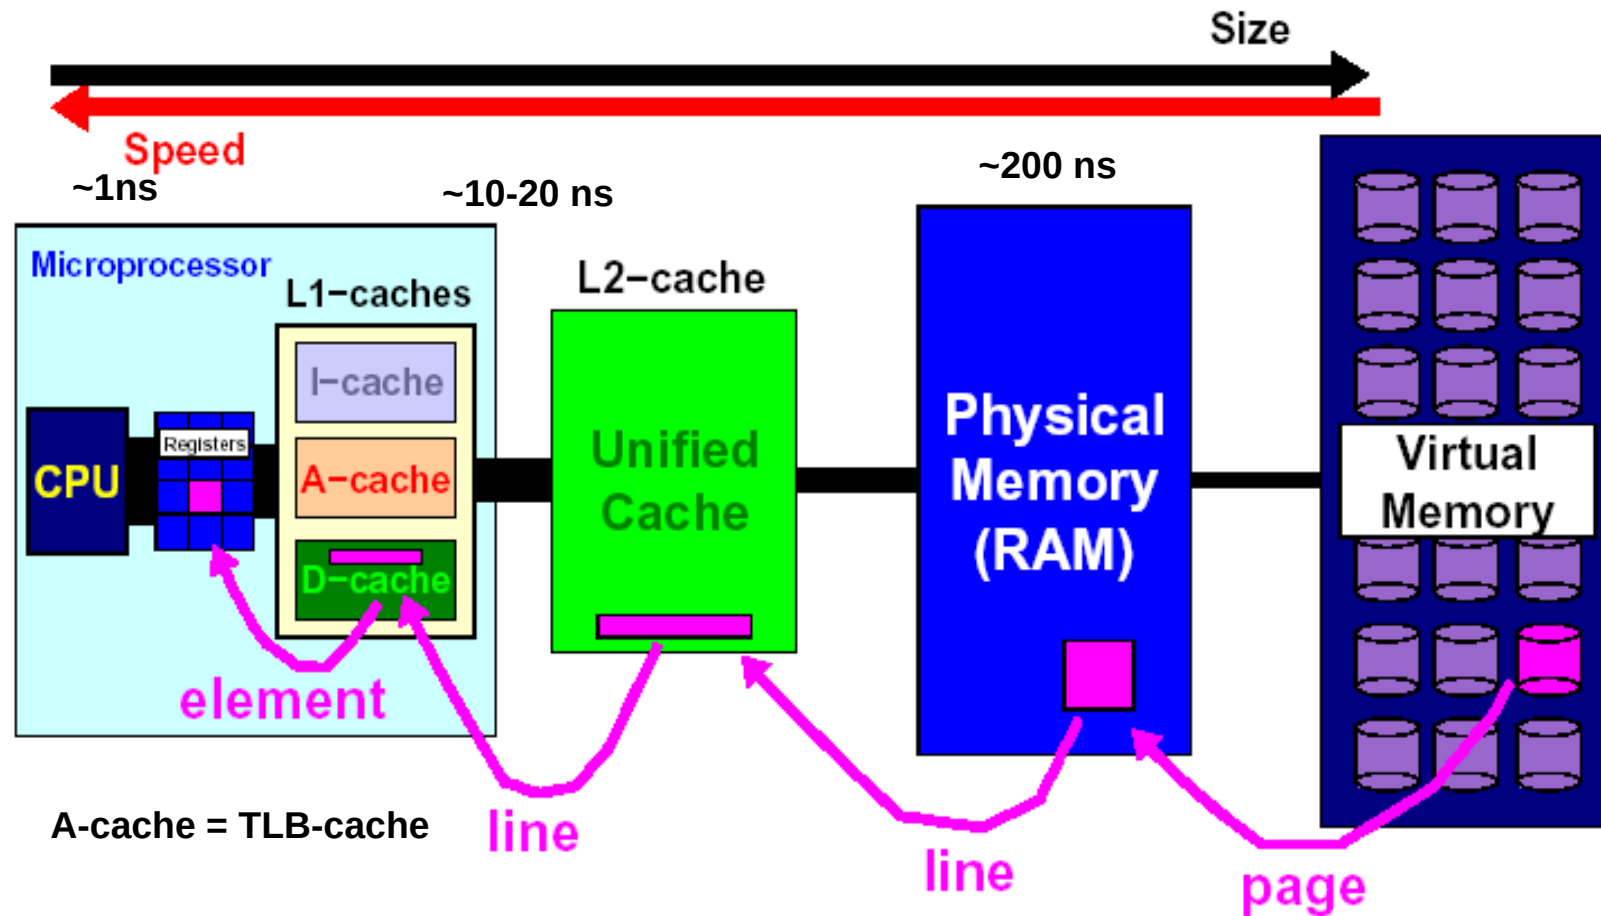 Size
Speed
~1ns
~10-20 ns
~200 ns
Microprocessor
L1−caches
L2−cache
I−cache
A−cache
D−cache
Registers
CPU
Unified
Cache
Physical
Memory
(RAM)
Virtual
Memory
element
line
line
page
A-cache = TLB-cache